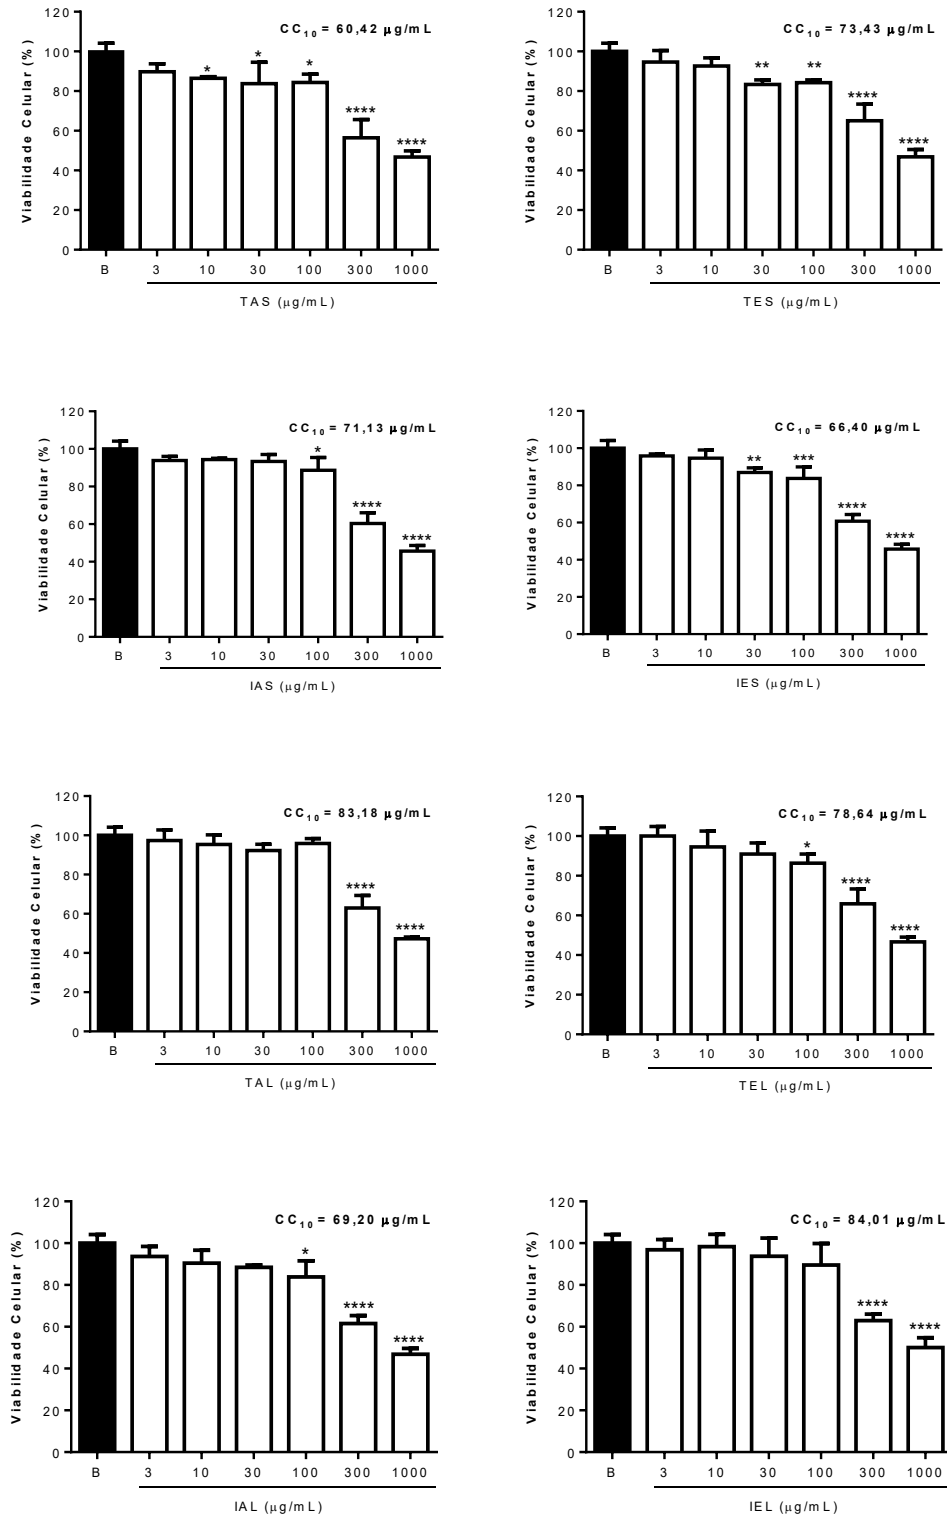 CC10 = 60,42 μg/mL
Viabilidade Celular (%)
120
100
80
60
40
20
0
*
*
*
****
****
B 3 10 30 100 300 1000
TAS (μg/mL)
CC10 = 73,43 μg/mL
Viabilidade Celular (%)
120
100
80
60
40
20
0
**
**
****
****
B 3 10 30 100 300 1000
TES (μg/mL)
CC10 = 71,13 μg/mL
Viabilidade Celular (%)
120
100
80
60
40
20
0
*
****
****
B 3 10 30 100 300 1000
IAS (μg/mL)
CC10 = 66,40 μg/mL
Viabilidade Celular (%)
120
100
80
60
40
20
0
**
***
****
****
B 3 10 30 100 300 1000
IES (μg/mL)
CC10 = 83,18 μg/mL
Viabilidade Celular (%)
120
100
80
60
40
20
0
****
****
B 3 10 30 100 300 1000
TAL (μg/mL)
CC10 = 78,64 μg/mL
Viabilidade Celular (%)
120
100
80
60
40
20
0
*
****
****
B 3 10 30 100 300 1000
TEL (μg/mL)
CC10 = 69,20 μg/mL
Viabilidade Celular (%)
120
100
80
60
40
20
0
*
****
****
B 3 10 30 100 300 1000
IAL (μg/mL)
CC10 = 84,01 μg/mL
Viabilidade Celular (%)
120
100
80
60
40
20
0
****
****
B 3 10 30 100 300 1000
IEL (μg/mL)